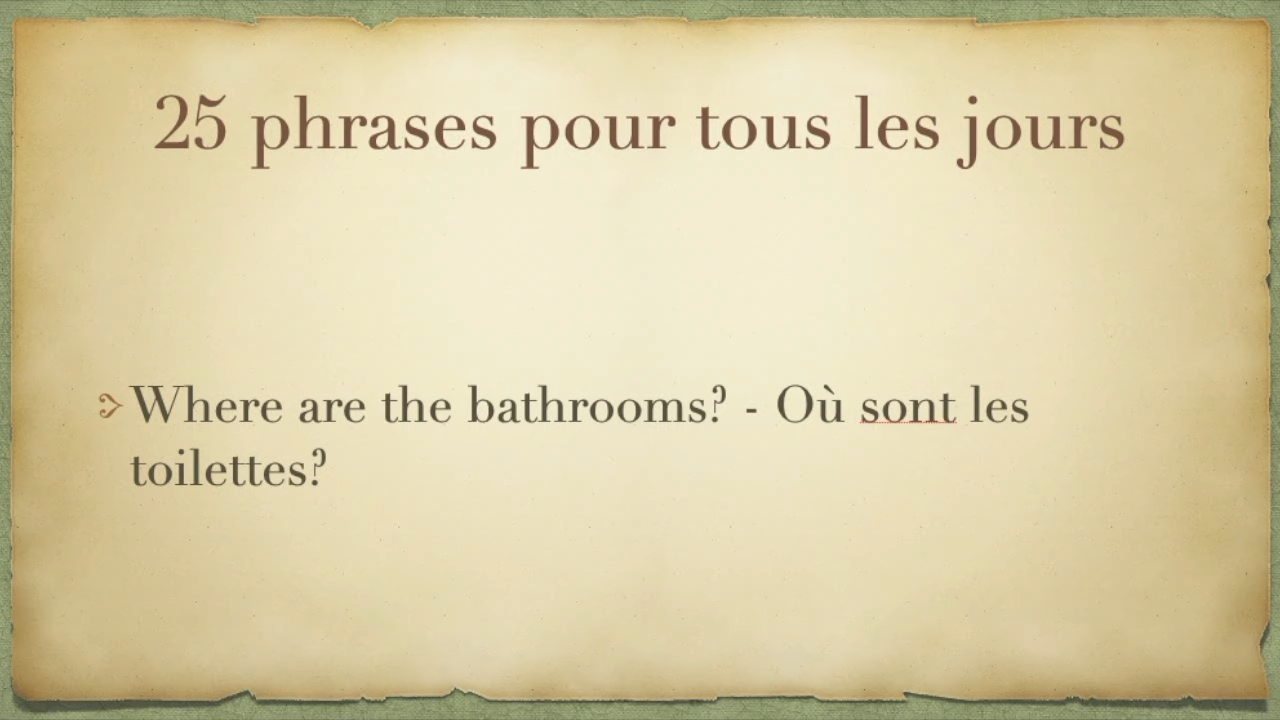 25 phrases pour tous les jours
Where are the bathrooms? - Où sont les
toilettes?